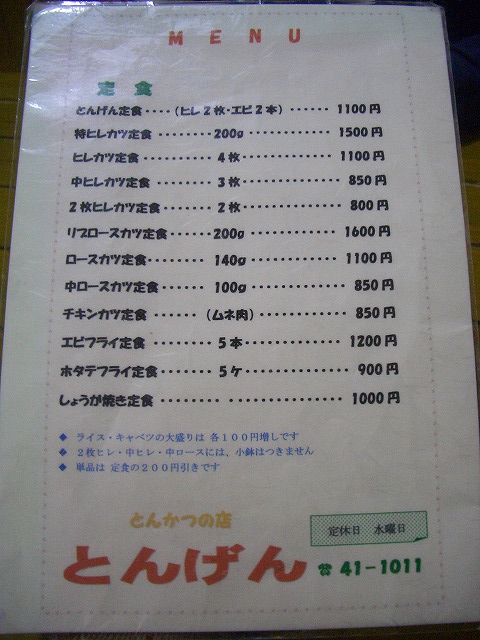 MENU
定食
とんげん定食････（ヒレ２枚･エビ２本）･･････ 1100円
特ヒレカツ定食･･････････200g････････････ 1500円
ヒレカツ定食･･････････４枚･････････････ 1100円
中ヒレカツ定食･････････３枚･････････････ 850円
２枚ヒレカツ定食････････２枚･････････････ 800円
リブロースカツ定食･･･････200g････････････ 1600円
ロースカツ定食････････ 140g････････････ 1100円
中ロースカツ定食････････ 100g････････････ 850円
チキンカツ定食･･････（ムネ肉）････････････ 850円
エビフライ定食････････ ５本･････････････ 1200円
ホタテフライ定食････････５ケ･････････････ 900円
しょうが焼き定食････････ ･･････････････ 1000円
◆ ライス・キャベツの大盛りは 各１００円増しです
◆ ２枚ヒレ・中ヒレ・中ロースには、小鉢はつきません
◆ 単品は 定食の２００円引きです
とんかつの店
定休日 水曜日
とんげん ☎ 41-1011